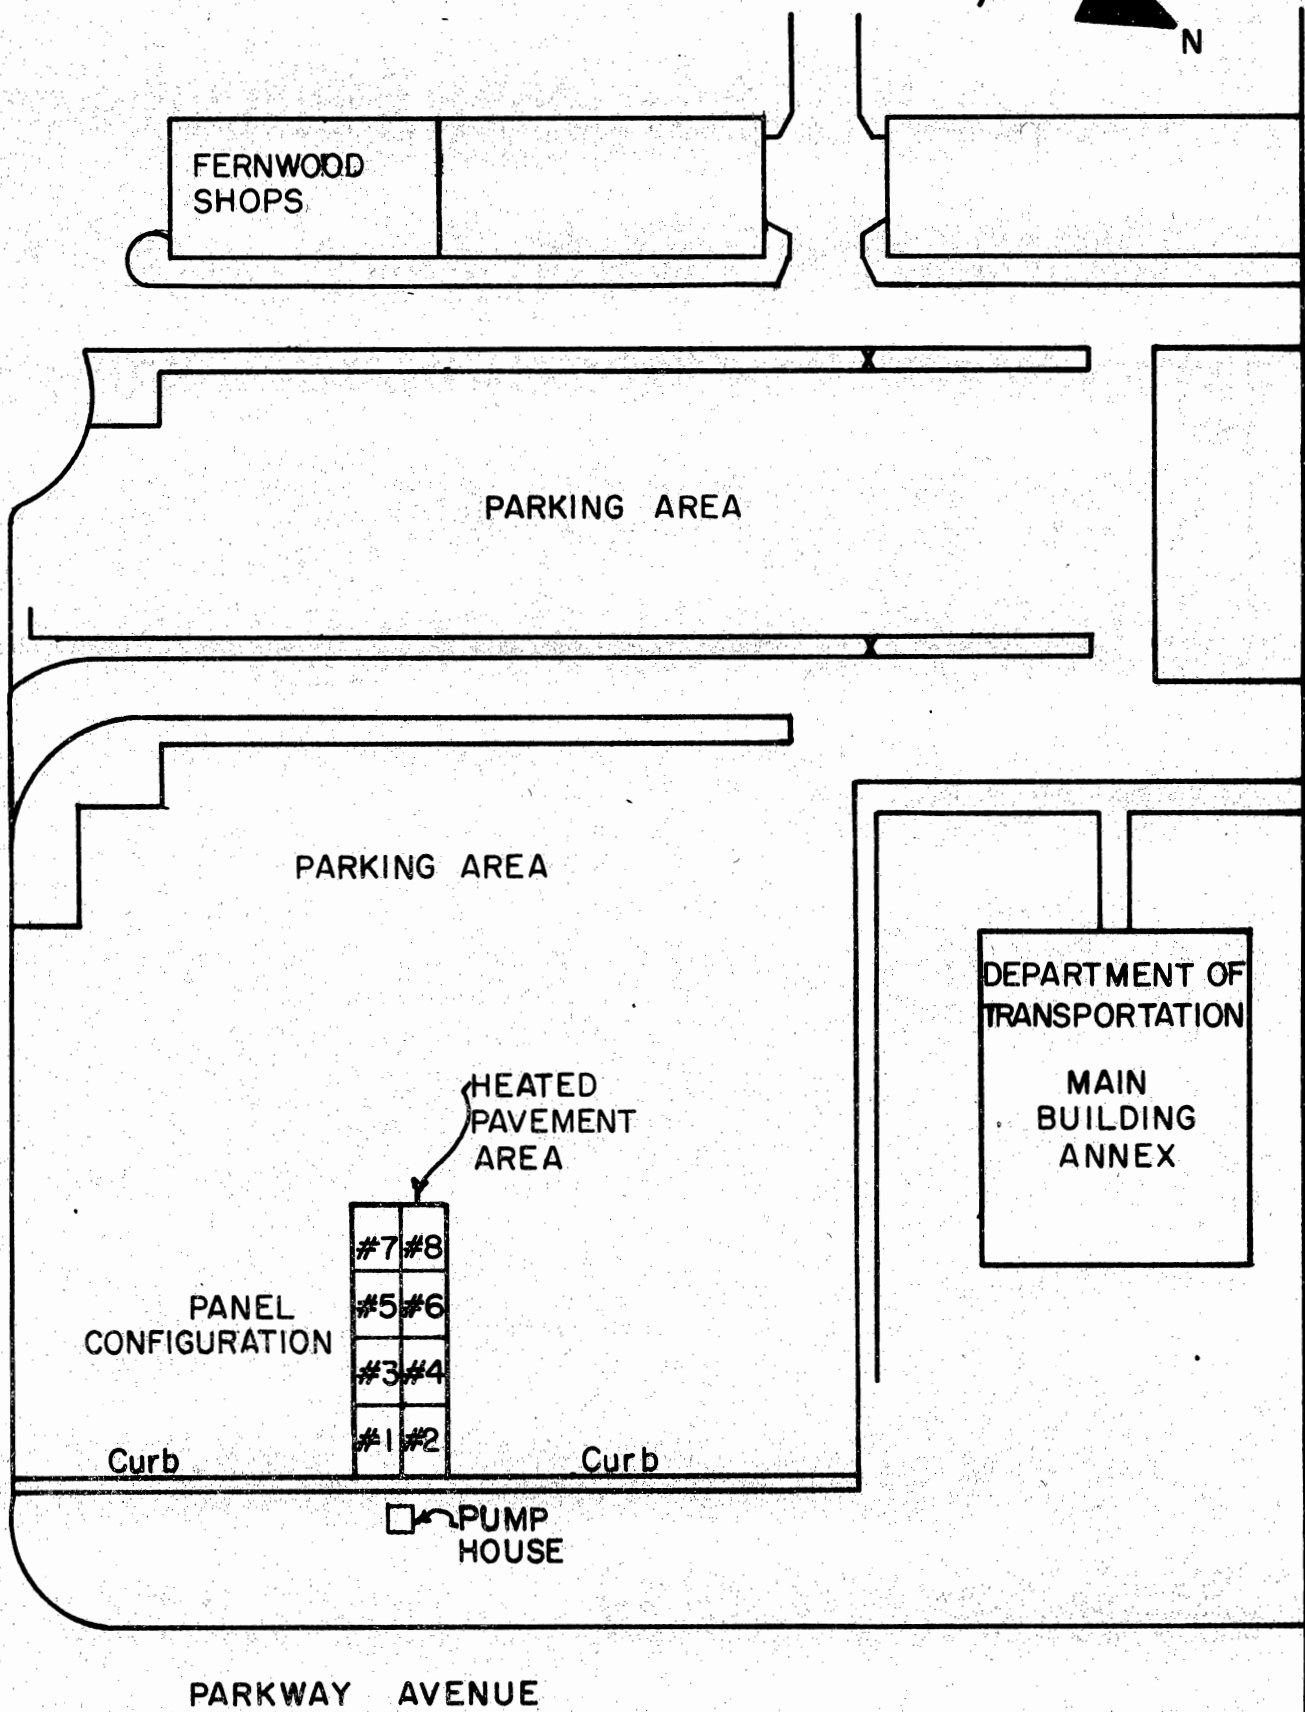 N
FERNWOOD
SHOPS
PARKING AREA
PARKING AREA
DEPARTMENT OF
TRANSPORTATION
MAIN
BUILDING
ANNEX
HEATED
PAVEMENT
AREA
#7 #8
#5 #6
#3 #4
#1 #2
PANEL
CONFIGURATION
Curb
Curb
PUMP
HOUSE
PARKWAY AVENUE